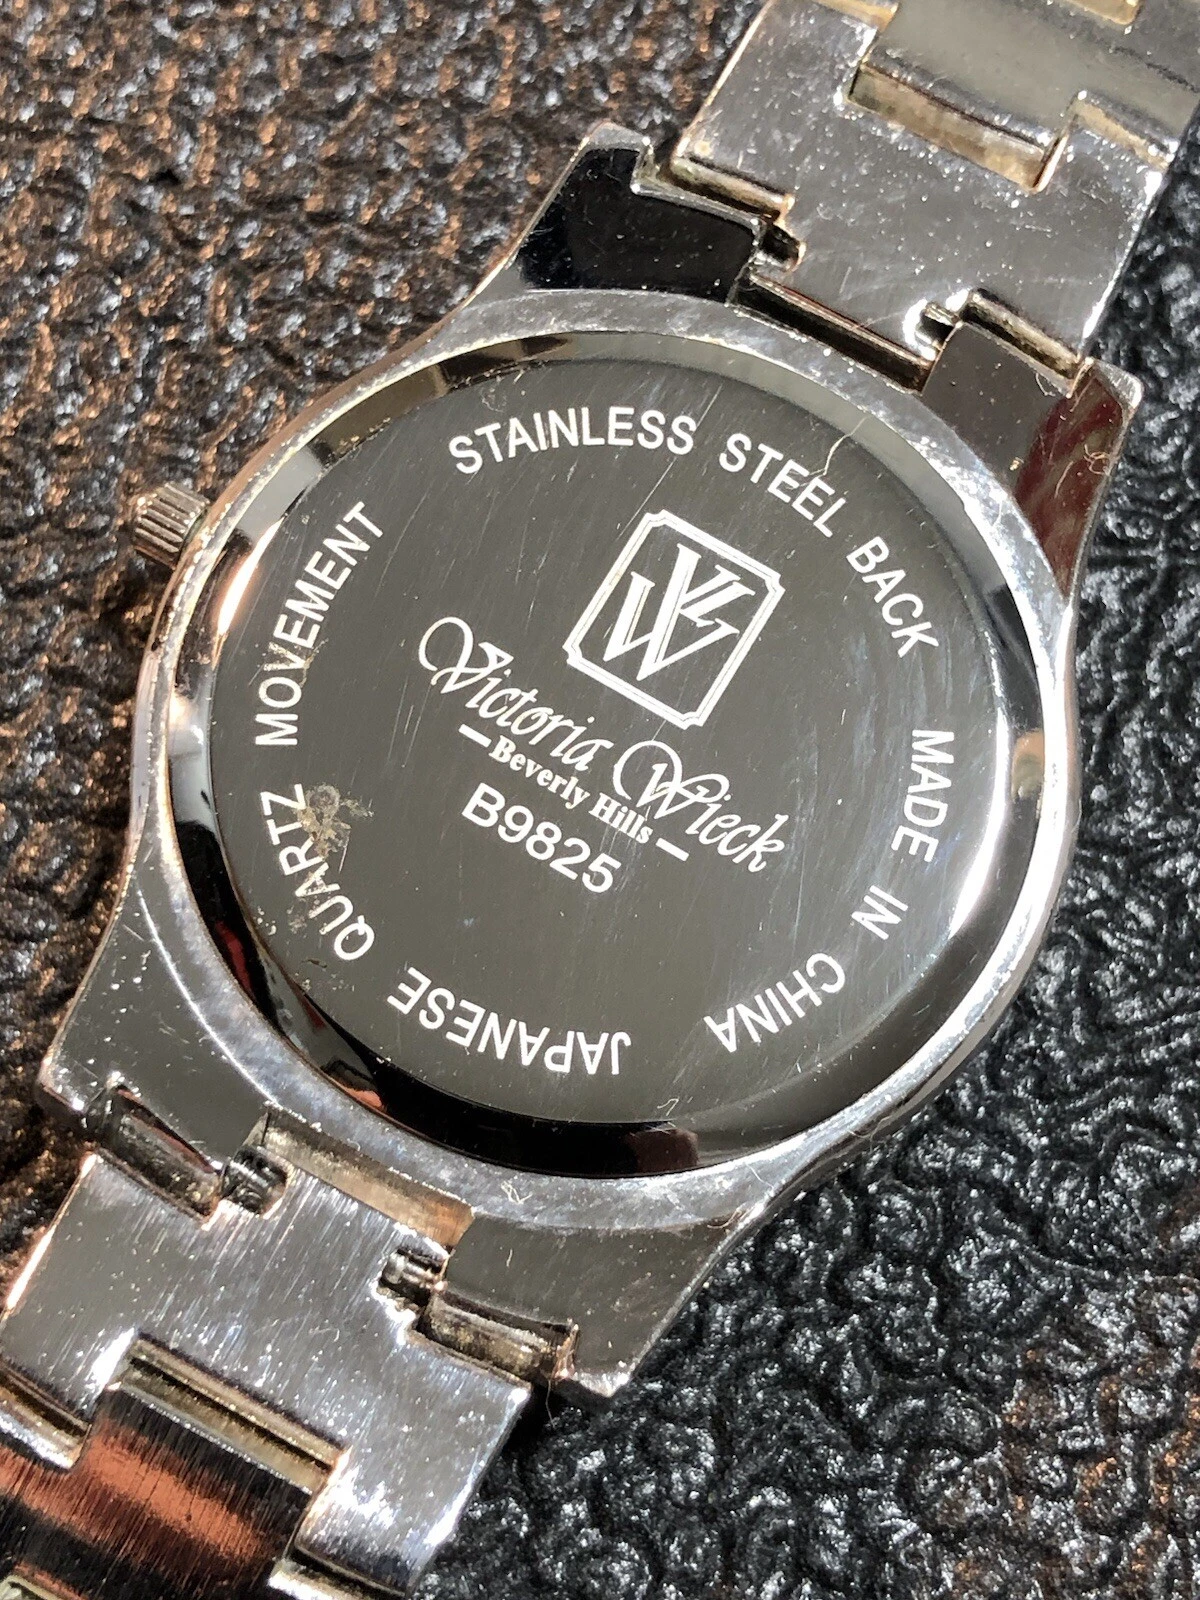 STAINLESS STEEL BACK
VW
Victoria Wieck
Beverly Hills
B9825
MADE IN CHINA
JAPANESE QUARTZ MOVEMENT